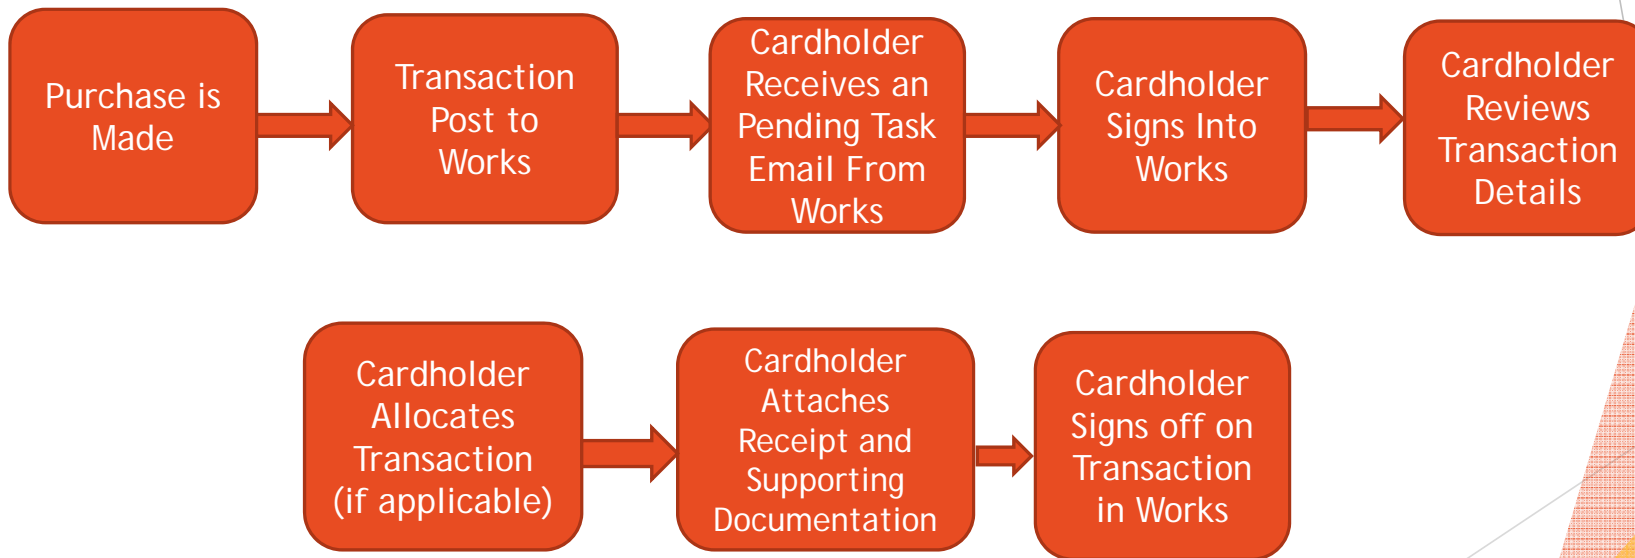 Purchase is
Made
Transaction
Post to
Works
Cardholder
Receives an
Pending Task
Email From
Works
Cardholder
Signs Into
Works
Cardholder
Reviews
Transaction
Details
Cardholder
Allocates
Transaction
(if applicable)
Cardholder
Attaches
Receipt and
Supporting
Documentation
Cardholder
Signs off on
Transaction
in Works